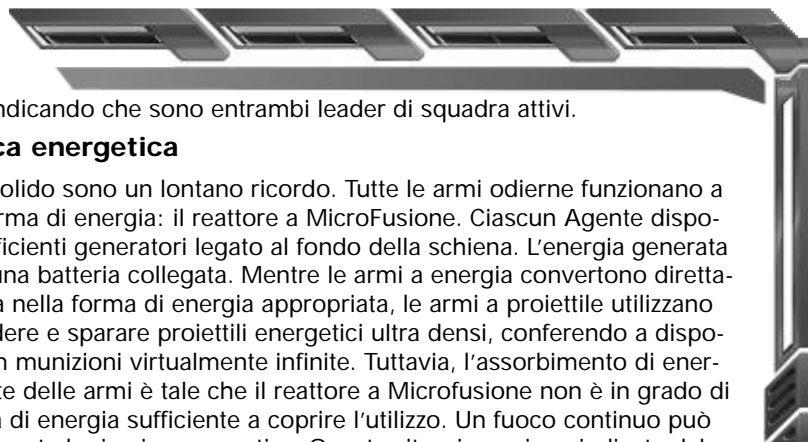 ndicando che sono entrambi leader di squadra attivi.
ca energetica
olido sono un lontano ricordo. Tutte le armi odierne funzionano a
orma di energia: il reattore a MicroFusione. Ciascun Agente dispo-
ficienti generatori legato al fondo della schiena. L'energia generata
una batteria collegata. Mentre le armi a energia convertono diretta-
a nella forma di energia appropriata, le armi a proiettile utilizzano
dere e sparare proiettili energetici ultra densi, conferendo a dispo-
n munizioni virtualmente infinite. Tuttavia, l'assorbimento di ener-
te delle armi è tale che il reattore a Microfusione non è in grado di
a di energia sufficiente a coprire l'utilizzo. Un fuoco continuo può